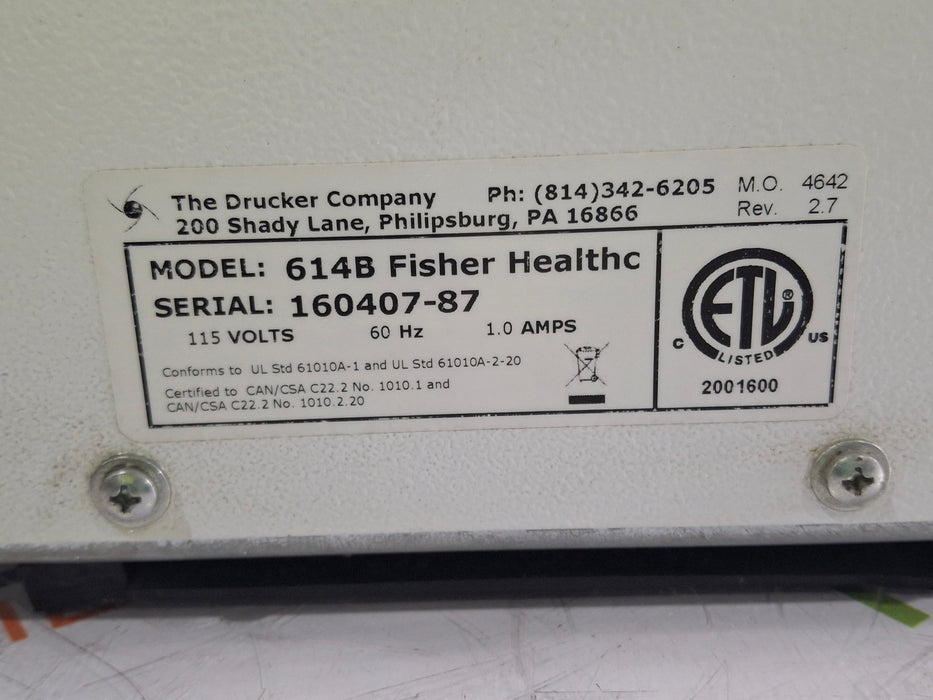 The Drucker Company Ph: (814)342-6205 M.O. 4642
200 Shady Lane, Philipsburg, PA 16866 Rev. 2.7
MODEL: 614B Fisher Healthc
SERIAL: 160407-87
115 VOLTS 60 Hz 1.0 AMPS
Conforms to UL Std 61010A-1 and UL Std 61010A-2-20
Certified to CAN/CSA C22.2 No. 1010.1 and
CAN/CSA C22.2 No. 1010.2.20
ETL®
C LISTED US
2001600